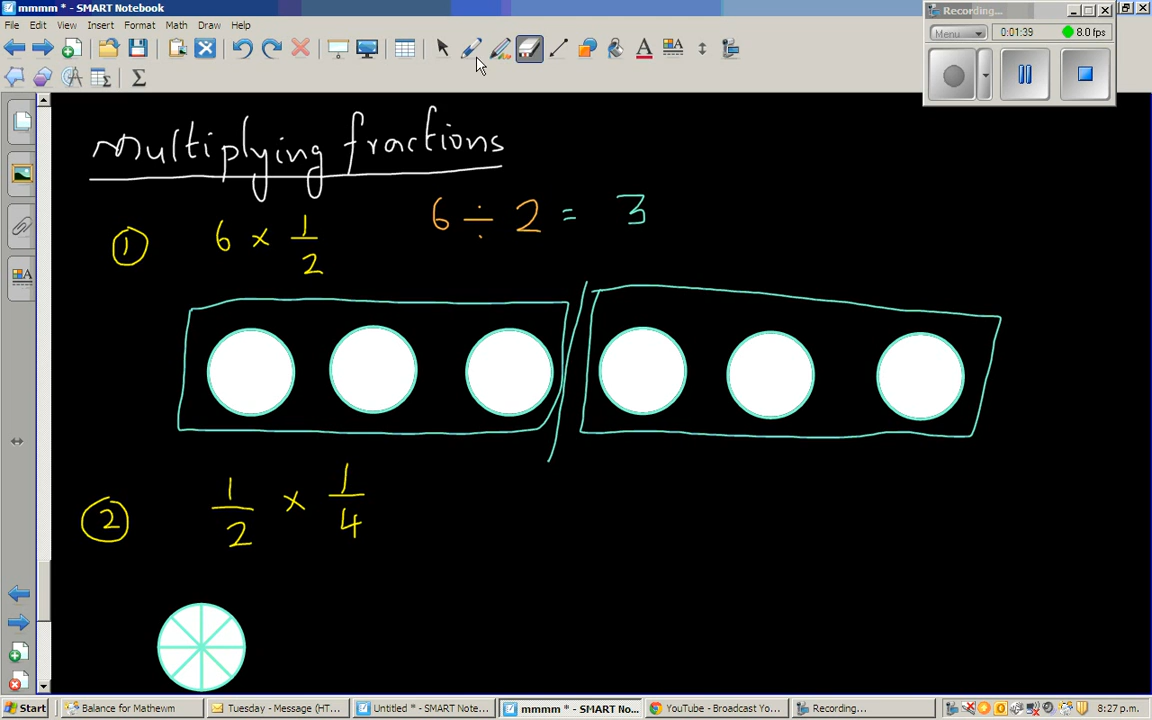 mmmm * - SMART Notebook
File Edit View Insert Format Math Draw Help
Recording...
Menu 0:01:39 8.0 fps
Multiplying fractions
6 ÷ 2 = 3
① 6 × 1/2
② 1/2 × 1/4
Start Balance for Mathewm Tuesday - Message (HT... Untitled * - SMART Not... mmmm * - SMART No... YouTube - Broadcast Yo... Recording... 8:27 p.m.